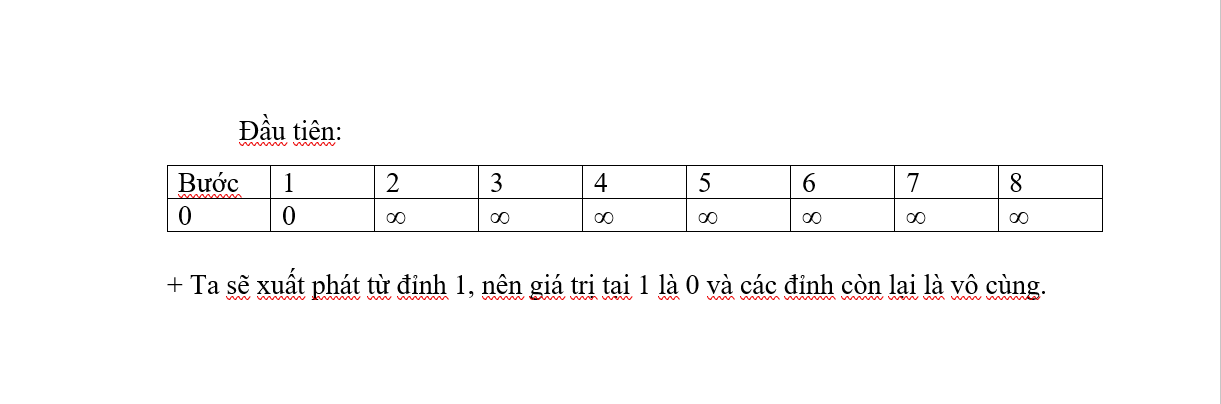 Đầu tiên:
Bước 1 2 3 4 5 6 7 8
0 0 ∞ ∞ ∞ ∞ ∞ ∞ ∞
+ Ta sẽ xuất phát từ đỉnh 1, nên giá trị tại 1 là 0 và các đỉnh còn lại là vô cùng.